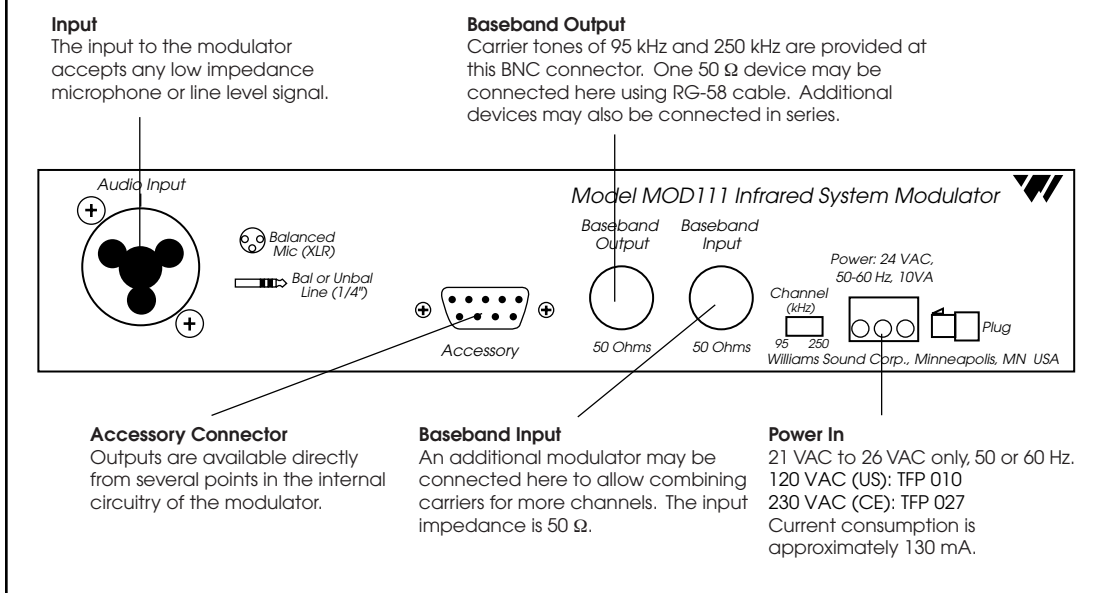 Input
The input to the modulator
accepts any low impedance
microphone or line level signal.
Baseband Output
Carrier tones of 95 kHz and 250 kHz are provided at
this BNC connector. One 50 Ω device may be
connected here using RG-58 cable. Additional
devices may also be connected in series.
Audio Input
Model MOD111 Infrared System Modulator
Balanced
Mic (XLR)
Bal or Unbal
Line (1/4")
Accessory
Baseband
Output
50 Ohms
Baseband
Input
50 Ohms
Channel
(kHz)
95 250
Power: 24 VAC,
50-60 Hz, 10VA
Plug
Williams Sound Corp., Minneapolis, MN USA
Accessory Connector
Outputs are available directly
from several points in the internal
circuitry of the modulator.
Baseband Input
An additional modulator may be
connected here to allow combining
carriers for more channels. The input
impedance is 50 Ω.
Power In
21 VAC to 26 VAC only, 50 or 60 Hz.
120 VAC (US): TFP 010
230 VAC (CE): TFP 027
Current consumption is
approximately 130 mA.